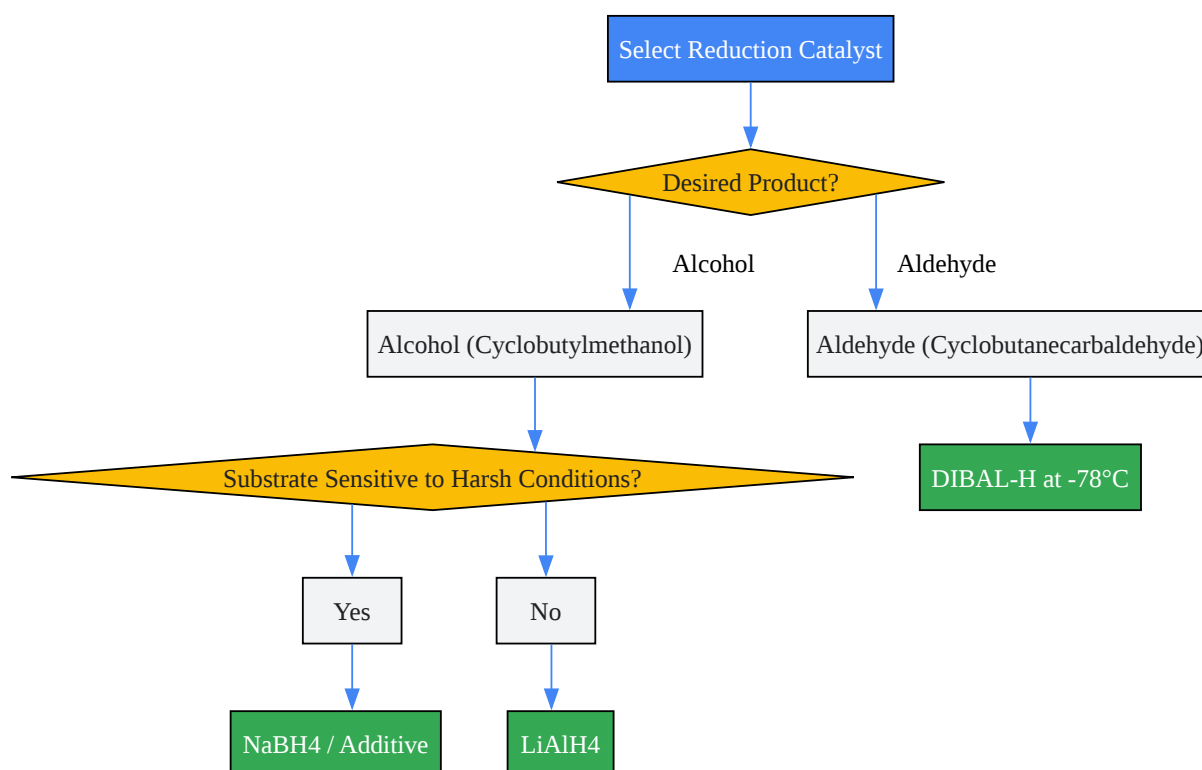 Select Reduction Catalyst
Desired Product?
Alcohol
Aldehyde
Alcohol (Cyclobutylmethanol)
Aldehyde (Cyclobutanecarbaldehyde)
Substrate Sensitive to Harsh Conditions?
DIBAL-H at -78°C
Yes
No
NaBH4 / Additive
LiAlH4